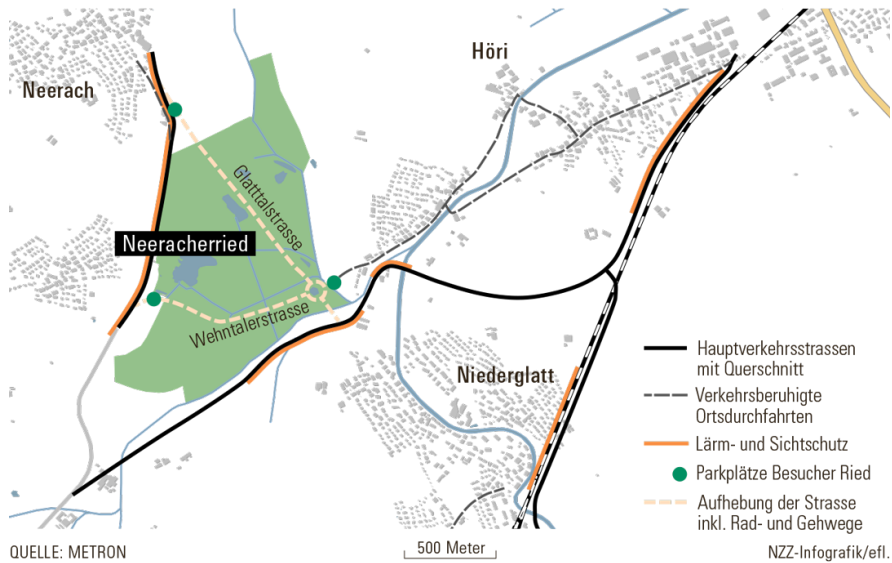 Höri
Neerach
Glatttalstrasse
Neeracherried
Wehntalerstrasse
Niederglatt
Hauptverkehrsstrassen
mit Querschnitt
Verkehrsberuhigte
Ortsdurchfahrten
Lärm- und Sichtschutz
Parkplätze Besucher Ried
Aufhebung der Strasse
inkl. Rad- und Gehwege
QUELLE: METRON
500 Meter
NZZ-Infografik/efl.